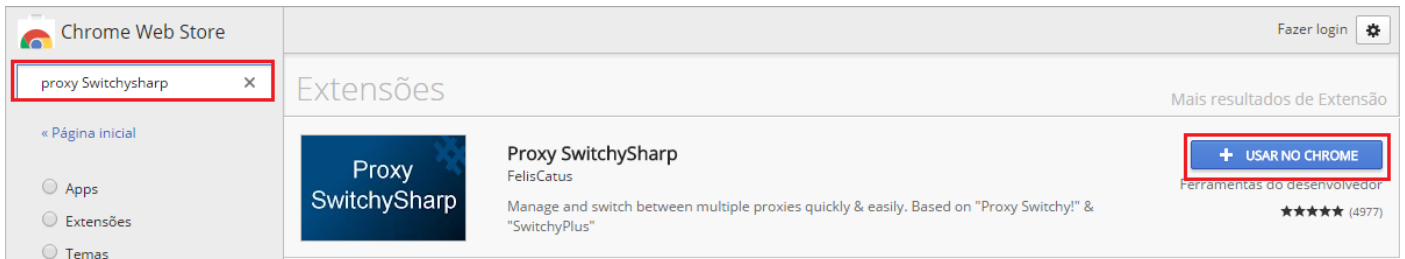 Chrome Web Store
Fazer login
proxy Switchysharp
Extensões
Mais resultados de Extensão
« Página inicial
Apps
Extensões
Temas
Proxy
SwitchySharp
Proxy SwitchySharp
FelisCatus
Manage and switch between multiple proxies quickly & easily. Based on "Proxy Switchy!" &
"SwitchyPlus"
+ USAR NO CHROME
Ferramentas do desenvolvedor
★★★★★ (4977)